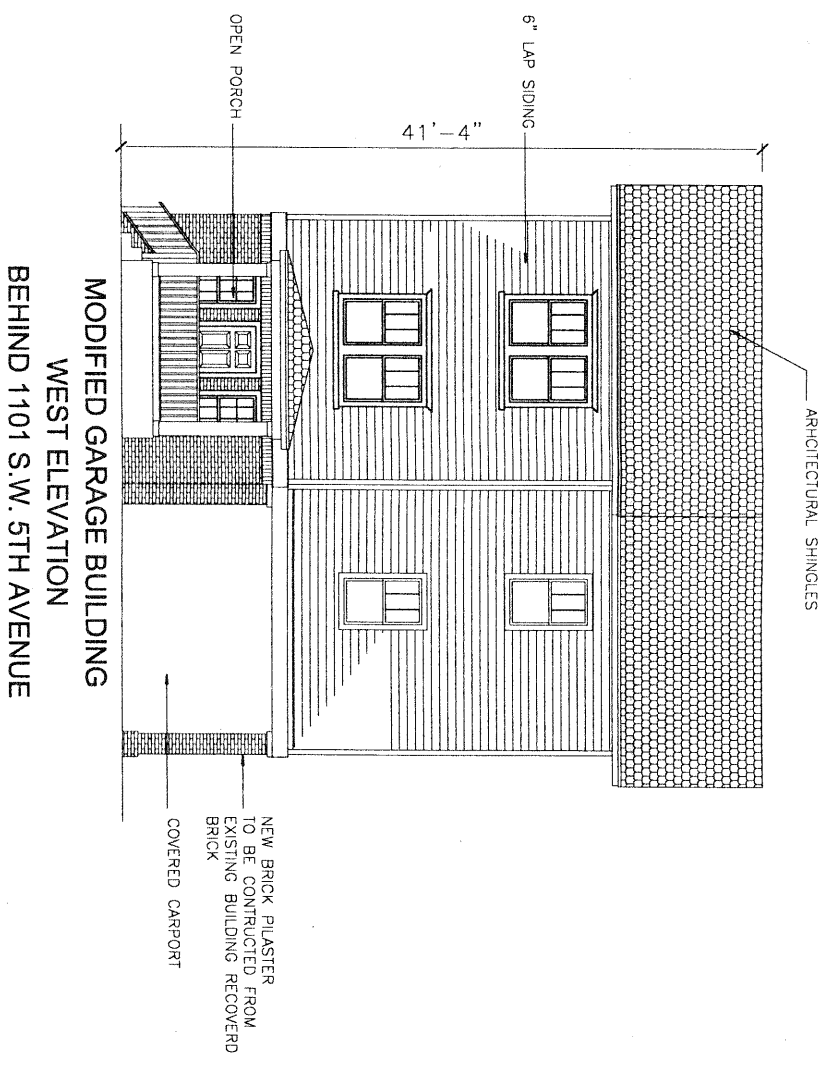 ARHCITECTURAL SHINGLES
6" LAP SIDING
41'-4"
OPEN PORCH
NEW BRICK PILASTER
TO BE CONTRUCTED FROM
EXISTING BUILDING RECOVERD
BRICK
COVERED CARPORT
MODIFIED GARAGE BUILDING
WEST ELEVATION
BEHIND 1101 S.W. 5TH AVENUE